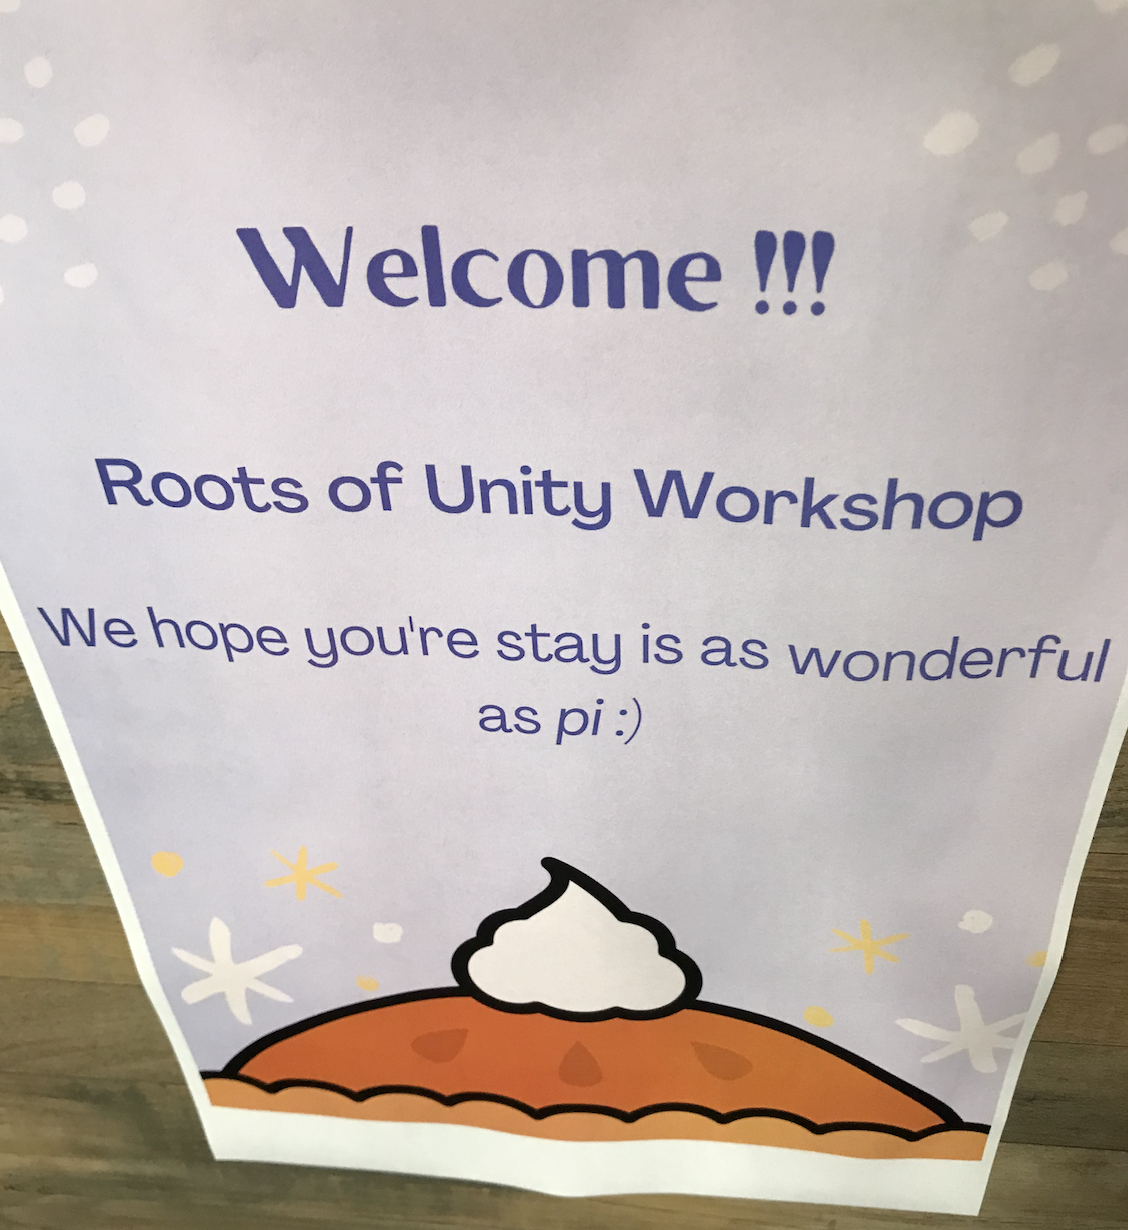 Welcome !!!
Roots of Unity Workshop
We hope you're stay is as wonderful
as pi :)